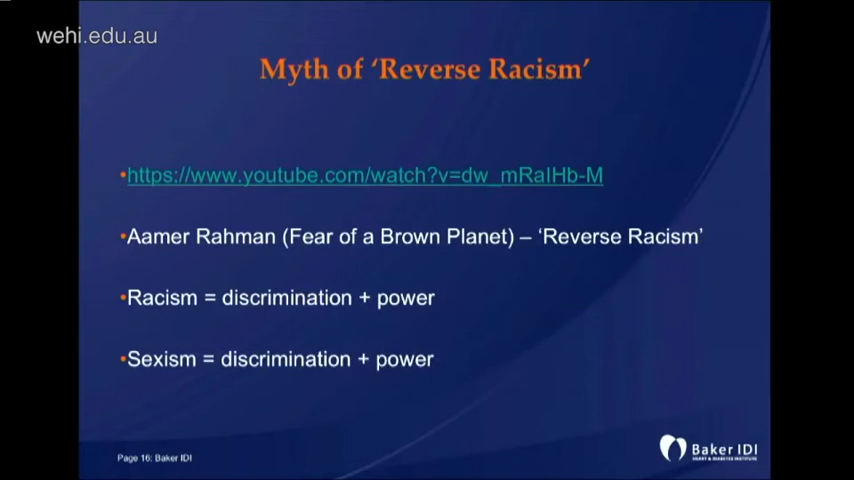 wehi.edu.au
Myth of ‘Reverse Racism’
•https://www.youtube.com/watch?v=dw_mRaIHb-M
•Aamer Rahman (Fear of a Brown Planet) – ‘Reverse Racism’
•Racism = discrimination + power
•Sexism = discrimination + power
Page 16: Baker IDI
Baker IDI
HEART & DIABETES INSTITUTE